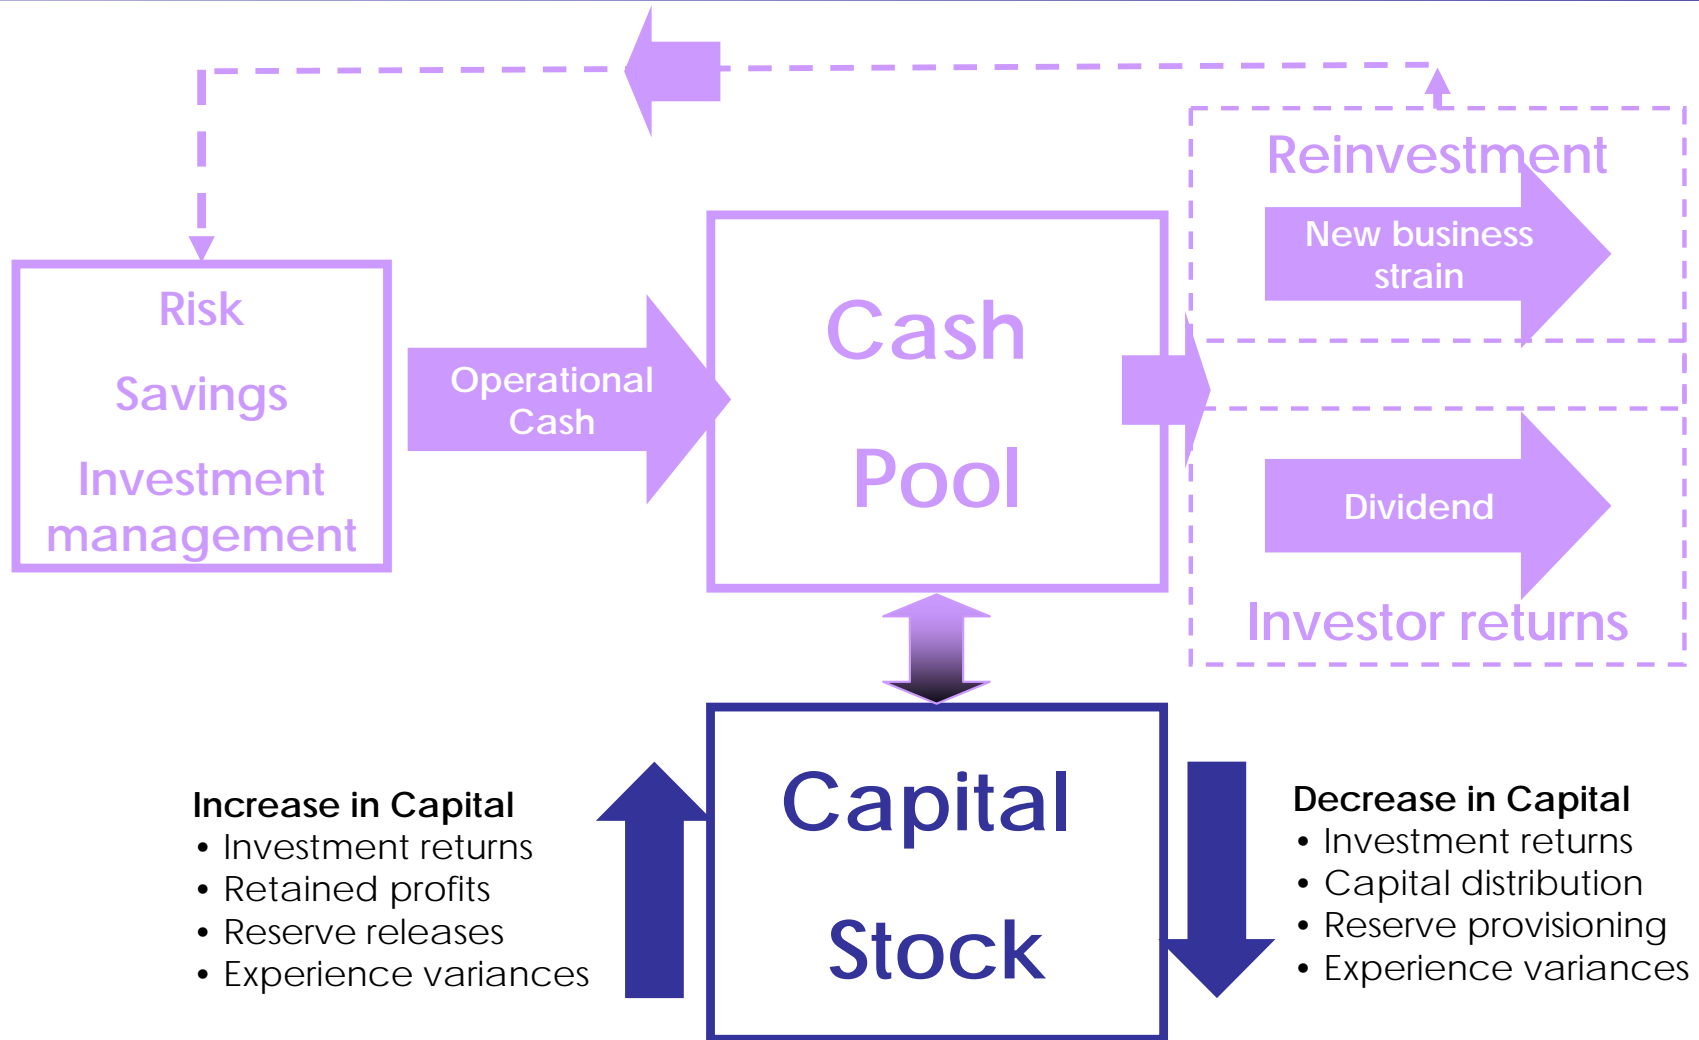 Reinvestment
New business
strain
Risk
Savings
Investment
management
Operational
Cash
Cash
Pool
Dividend
Investor returns
Increase in Capital
• Investment returns
• Retained profits
• Reserve releases
• Experience variances
Capital
Stock
Decrease in Capital
• Investment returns
• Capital distribution
• Reserve provisioning
• Experience variances